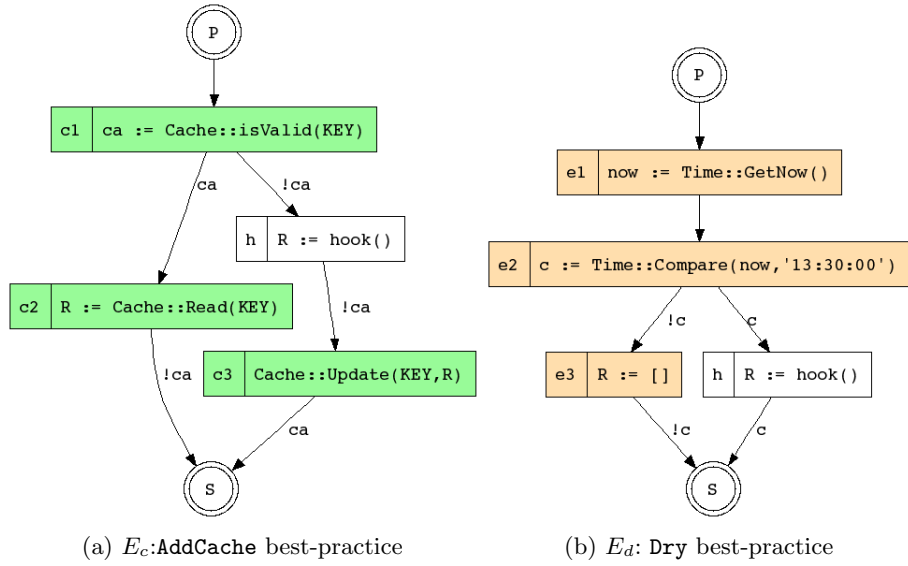 P
c1 ca := Cache::isValid(KEY)
ca
!ca
h R := hook()
c2 R := Cache::Read(KEY)
!ca
!ca
c3 Cache::Update(KEY,R)
ca
S
(a) E_c:AddCache best-practice
P
e1 now := Time::GetNow()
e2 c := Time::Compare(now,'13:30:00')
!c
c
e3 R := []
h R := hook()
!c
c
S
(b) E_d: Dry best-practice